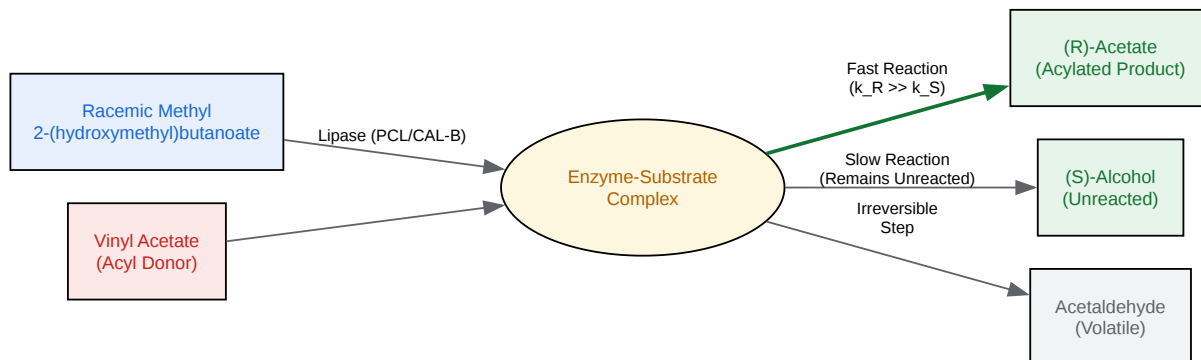 Racemic Methyl
2-(hydroxymethyl)butanoate
Vinyl Acetate
(Acyl Donor)
Lipase (PCL/CAL-B)
Enzyme-Substrate
Complex
Fast Reaction
(k_R >> k_S)
Slow Reaction
(Remains Unreacted)
Irreversible
Step
(R)-Acetate
(Acylated Product)
(S)-Alcohol
(Unreacted)
Acetaldehyde
(Volatile)